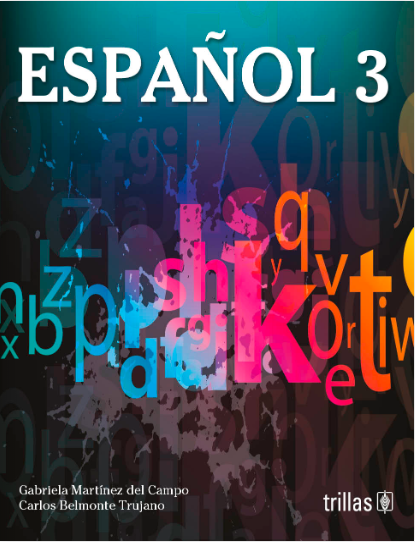 ESPAÑOL 3
Gabriela Martínez del Campo
Carlos Belmonte Trujano
trillas